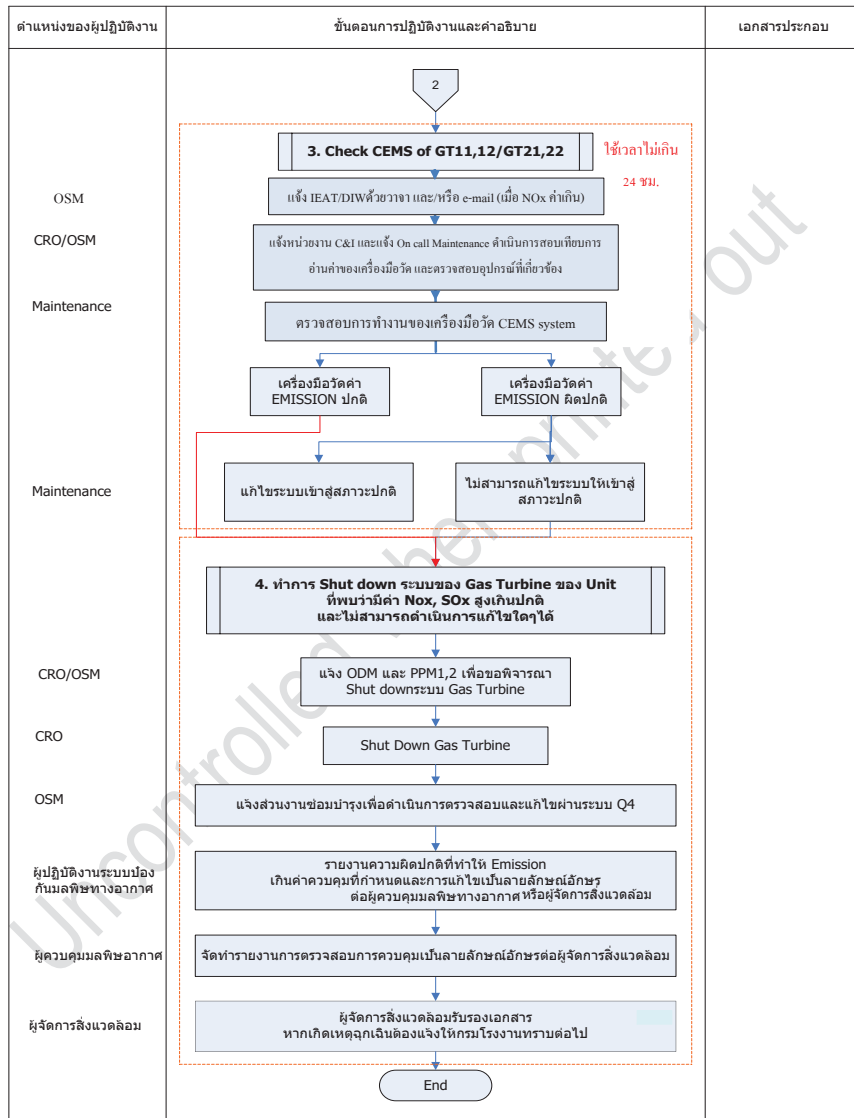 ตำแหน่งของผู้ปฏิบัติงาน
ขั้นตอนการปฏิบัติงานและคำอธิบาย
เอกสารประกอบ
2
3. Check CEMS of GT11,12/GT21,22
ใช้เวลาไม่เกิน
24 ชม.
OSM
แจ้ง IEAT/DIWด้วยวาจา และ/หรือ e-mail (เมื่อ NOx ค่าเกิน)
CRO/OSM
แจ้งหน่วยงาน C&I และแจ้ง On call Maintenance ดำเนินการสอบเทียบการ
อ่านค่าของเครื่องมือวัด และตรวจสอบอุปกรณ์ที่เกี่ยวข้อง
Maintenance
ตรวจสอบการทำงานของเครื่องมือวัด CEMS system
เครื่องมือวัดค่า
EMISSION ปกติ
เครื่องมือวัดค่า
EMISSION ผิดปกติ
Maintenance
แก้ไขระบบเข้าสู่สภาวะปกติ
ไม่สามารถแก้ไขระบบให้เข้าสู่
สภาวะปกติ
4. ทำการ Shut down ระบบของ Gas Turbine ของ Unit
ที่พบว่ามีค่า Nox, SOx สูงเกินปกติ
และไม่สามารถดำเนินการแก้ไขใดๆได้
CRO/OSM
แจ้ง ODM และ PPM1,2 เพื่อขอพิจารณา
Shut downระบบ Gas Turbine
CRO
Shut Down Gas Turbine
OSM
แจ้งส่วนงานซ่อมบำรุงเพื่อดำเนินการตรวจสอบและแก้ไขผ่านระบบ Q4
ผู้ปฏิบัติงานระบบป้อง
กันมลพิษทางอากาศ
รายงานความผิดปกติที่ทำให้ Emission
เกินค่าควบคุมที่กำหนดและการแก้ไขเป็นลายลักษณ์อักษร
ต่อผู้ควบคุมมลพิษทางอากาศ หรือผู้จัดการสิ่งแวดล้อม
ผู้ควบคุมมลพิษอากาศ
จัดทำรายงานการตรวจสอบการควบคุมเป็นลายลักษณ์อักษรต่อผู้จัดการสิ่งแวดล้อม
ผู้จัดการสิ่งแวดล้อม
ผู้จัดการสิ่งแวดล้อมรับรองเอกสาร
หากเกิดเหตุฉุกเฉินต้องแจ้งให้กรมโรงงานทราบต่อไป
End